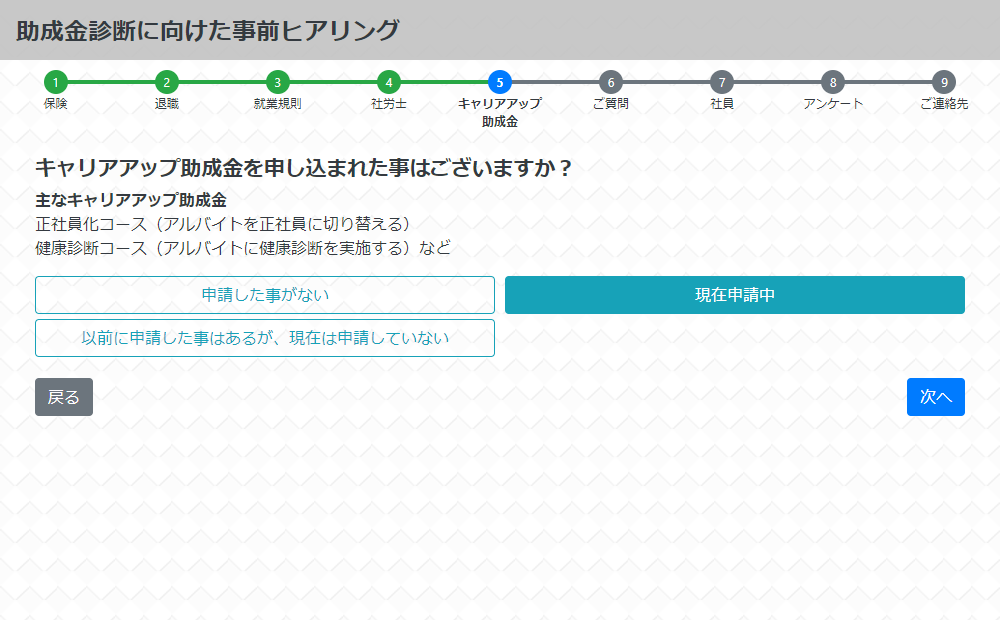 助成金診断に向けた事前ヒアリング
1 2 3 4 5 6 7 8 9
保険 退職 就業規則 社労士 キャリアアップ ご質問 社員 アンケート ご連絡先
助成金
キャリアアップ助成金を申し込まれた事はございますか？
主なキャリアアップ助成金
正社員化コース（アルバイトを正社員に切り替える）
健康診断コース（アルバイトに健康診断を実施する）など
申請した事がない 現在申請中
以前に申請した事はあるが、現在は申請していない
戻る 次へ